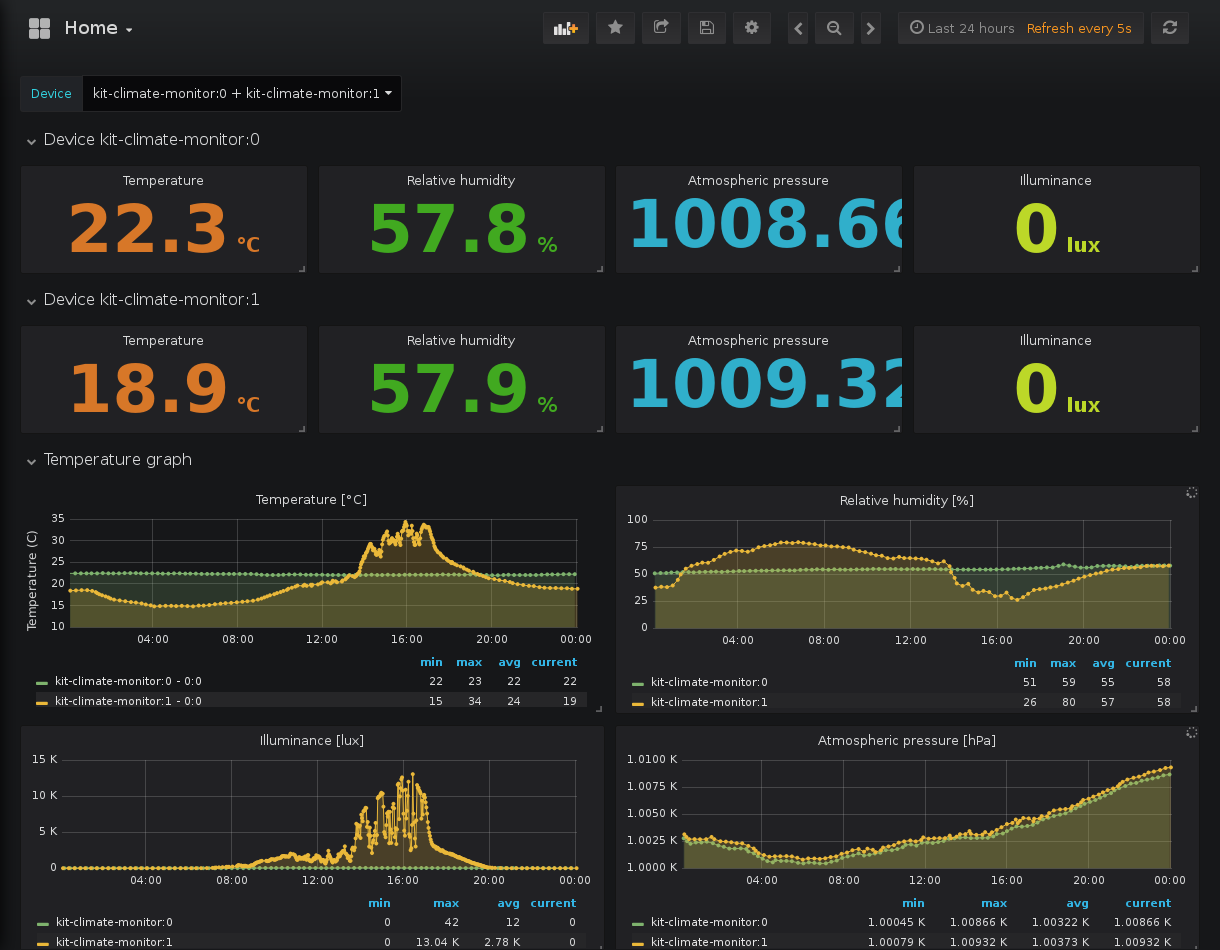 Home
Last 24 hours Refresh every 5s
Device kit-climate-monitor:0 + kit-climate-monitor:1
Device kit-climate-monitor:0
Temperature Relative humidity Atmospheric pressure Illuminance
22.3 °C 57.8 % 1008.66 0 lux
Device kit-climate-monitor:1
Temperature Relative humidity Atmospheric pressure Illuminance
18.9 °C 57.9 % 1009.32 0 lux
Temperature graph
Temperature [°C]
Temperature (C)
35
30
25
20
15
10
04:00 08:00 12:00 16:00 20:00 00:00
min max avg current
kit-climate-monitor:0 - 0:0 22 23 22 22
kit-climate-monitor:1 - 0:0 15 34 24 19
Relative humidity [%]
100
75
50
25
0
04:00 08:00 12:00 16:00 20:00 00:00
min max avg current
kit-climate-monitor:0 51 59 55 58
kit-climate-monitor:1 26 80 57 58
Illuminance [lux]
15 K
10 K
5 K
0
04:00 08:00 12:00 16:00 20:00 00:00
min max avg current
kit-climate-monitor:0 0 42 12 0
kit-climate-monitor:1 0 13.04 K 2.78 K 0
Atmospheric pressure [hPa]
1.0100 K
1.0075 K
1.0050 K
1.0025 K
1.0000 K
04:00 08:00 12:00 16:00 20:00 00:00
min max avg current
kit-climate-monitor:0 1.00045 K 1.00866 K 1.00322 K 1.00866 K
kit-climate-monitor:1 1.00079 K 1.00932 K 1.00373 K 1.00932 K